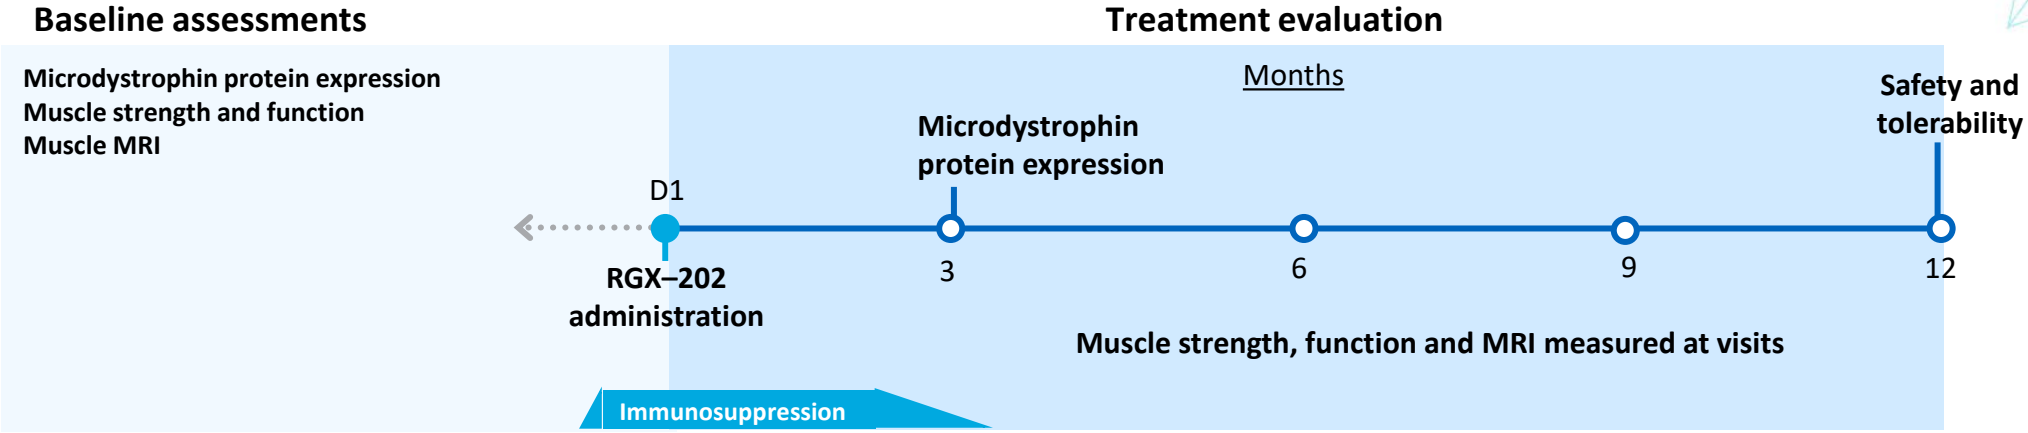 Baseline assessments
Treatment evaluation
Microdystrophin protein expression
Muscle strength and function
Muscle MRI
Months
Safety and
tolerability
Microdystrophin
protein expression
D1
RGX–202
administration
3
6
9
12
Muscle strength, function and MRI measured at visits
Immunosuppression